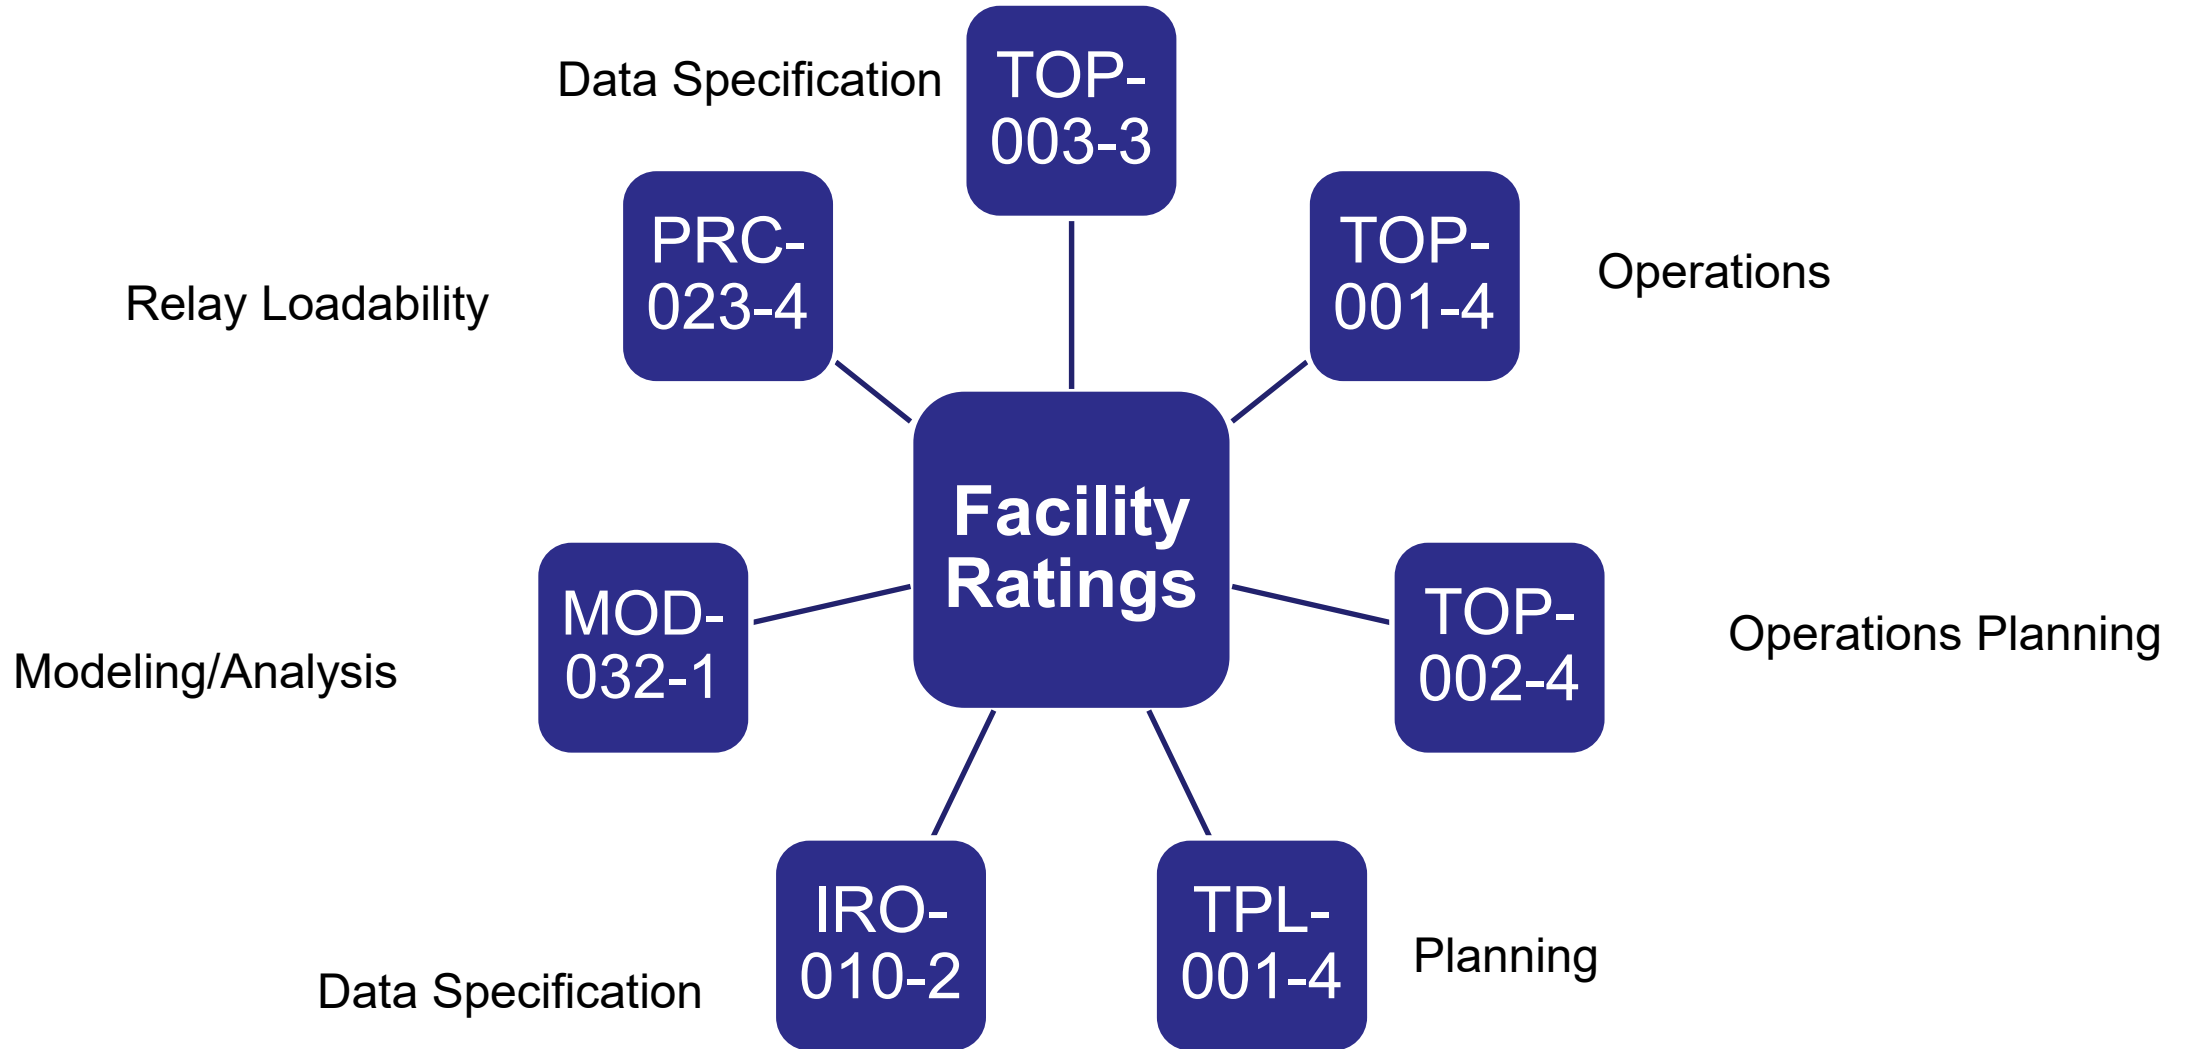 Data Specification
TOP-
003-3
PRC-
023-4
Relay Loadability
TOP-
001-4
Operations
Facility
Ratings
MOD-
032-1
Modeling/Analysis
TOP-
002-4
Operations Planning
IRO-
010-2
Data Specification
TPL-
001-4
Planning